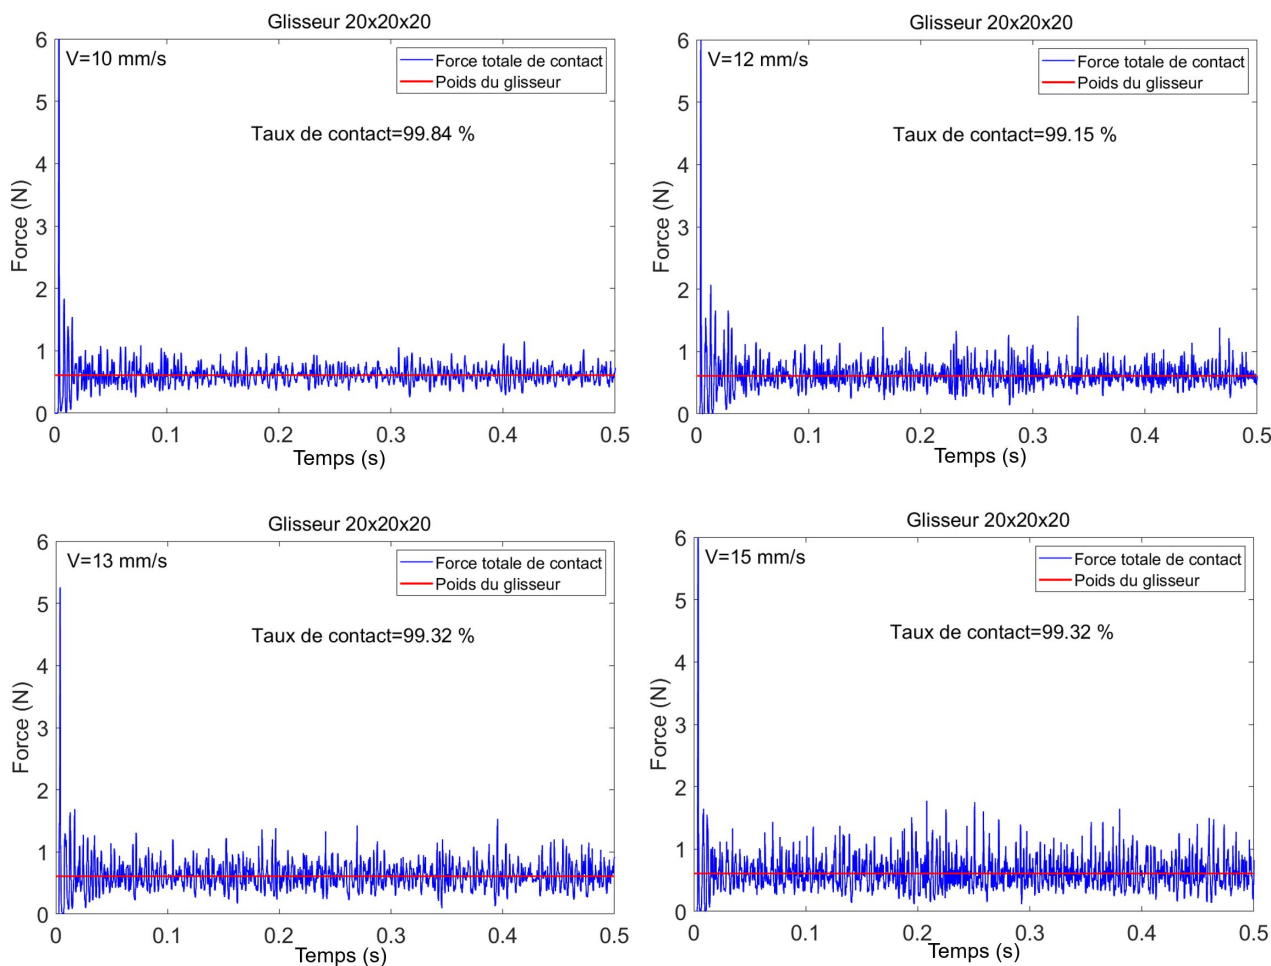 Glisseur 20x20x20
V=10 mm/s
Force totale de contact
Poids du glisseur
Taux de contact=99.84 %
Force (N)
6
5
4
3
2
1
0
0
0.1
0.2
0.3
0.4
0.5
Temps (s)
Glisseur 20x20x20
V=12 mm/s
Force totale de contact
Poids du glisseur
Taux de contact=99.15 %
Force (N)
6
5
4
3
2
1
0
0
0.1
0.2
0.3
0.4
0.5
Temps (s)
Glisseur 20x20x20
V=13 mm/s
Force totale de contact
Poids du glisseur
Taux de contact=99.32 %
Force (N)
6
5
4
3
2
1
0
0
0.1
0.2
0.3
0.4
0.5
Temps (s)
Glisseur 20x20x20
V=15 mm/s
Force totale de contact
Poids du glisseur
Taux de contact=99.32 %
Force (N)
6
5
4
3
2
1
0
0
0.1
0.2
0.3
0.4
0.5
Temps (s)